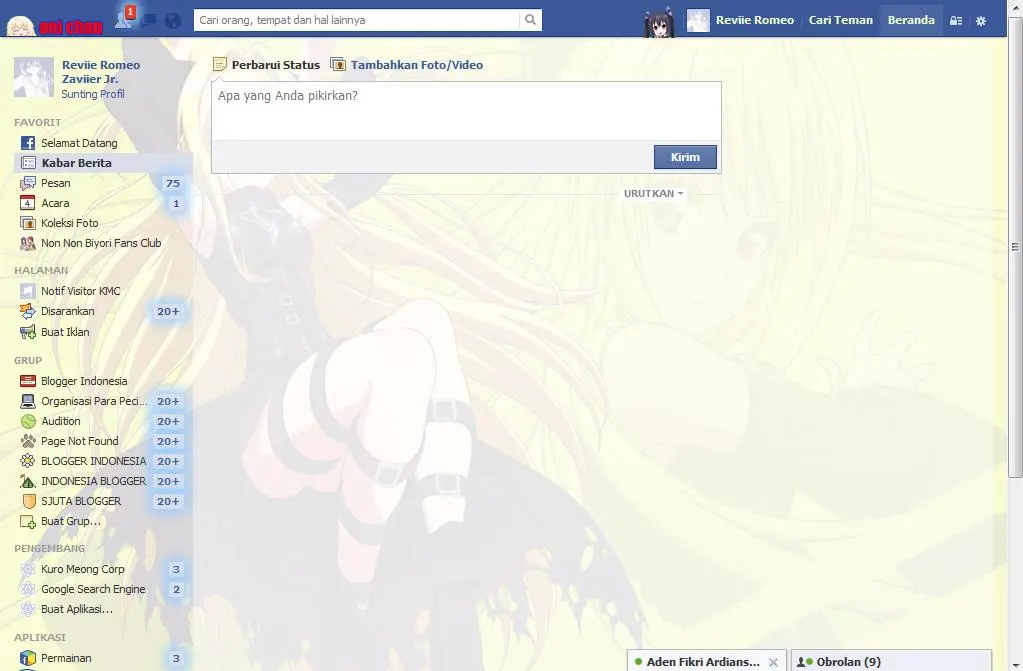 ani chan
1
Cari orang, tempat dan hal lainnya
Reviie Romeo
Cari Teman
Beranda
Reviie Romeo
Zaviier Jr.
Sunting Profil
Perbarui Status
Tambahkan Foto/Video
Apa yang Anda pikirkan?
Kirim
URUTKAN
FAVORIT
Selamat Datang
Kabar Berita
Pesan 75
4 Acara 1
Koleksi Foto
Non Non Biyori Fans Club
HALAMAN
Notif Visitor KMC
Disarankan 20+
Buat Iklan
GRUP
Blogger Indonesia
Organisasi Para Peci... 20+
Audition 20+
Page Not Found 20+
BLOGGER INDONESIA 20+
INDONESIA BLOGGER 20+
SJUTA BLOGGER 20+
Buat Grup...
PENGEMBANG
Kuro Meong Corp 3
Google Search Engine 2
Buat Aplikasi...
APLIKASI
Permainan 3
Aden Fikri Ardians...
Obrolan (9)